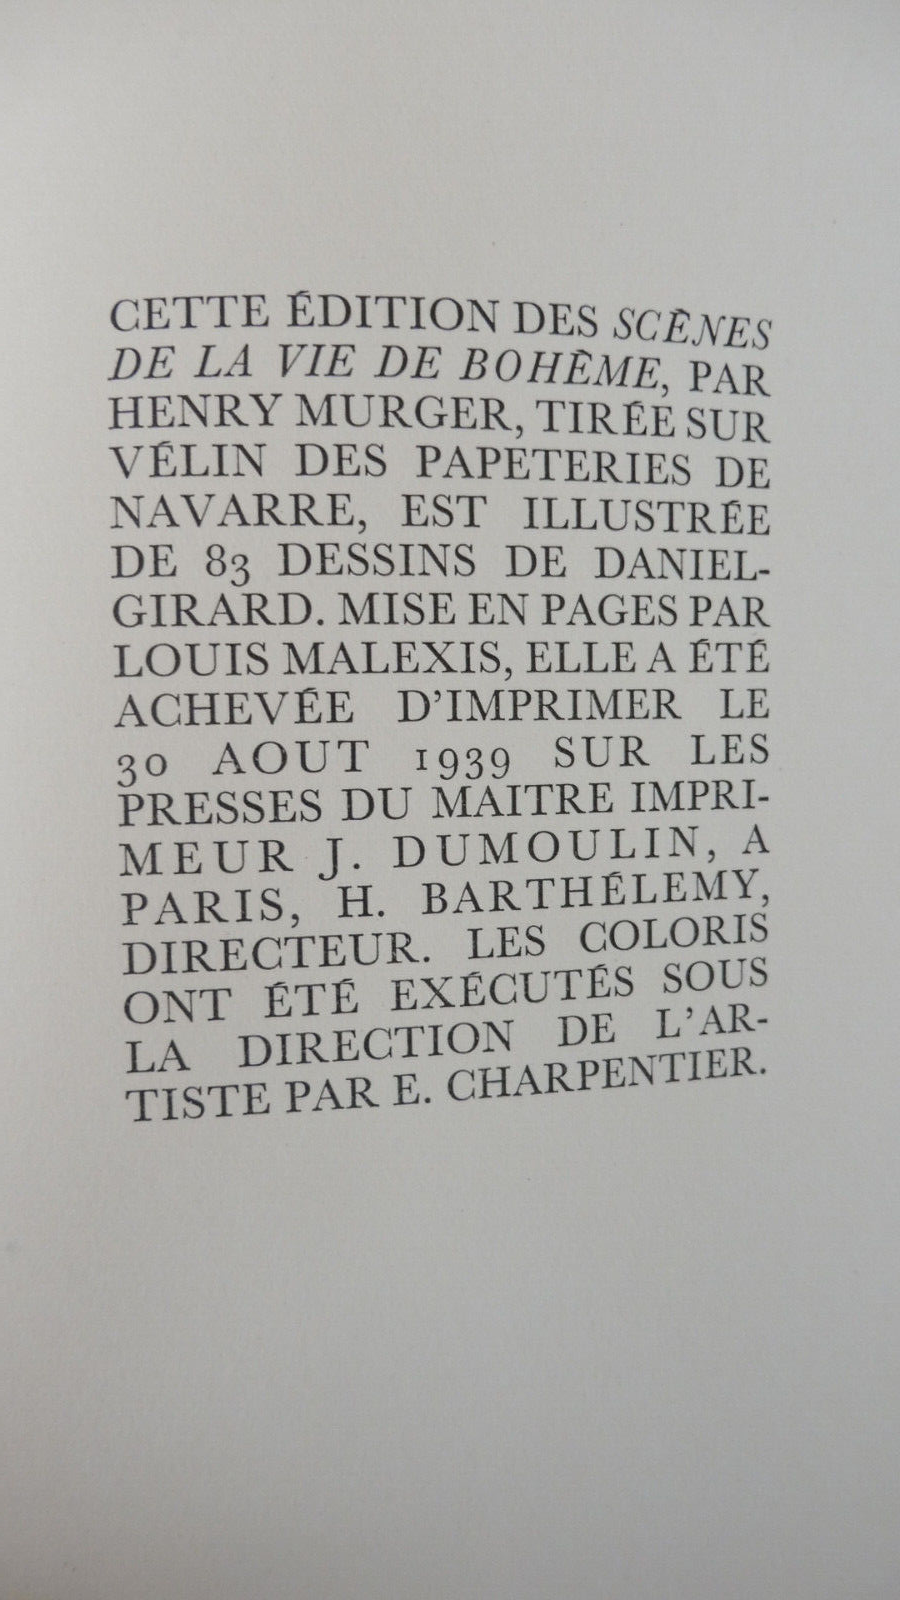 CETTE ÉDITION DES SCÈNES
DE LA VIE DE BOHÈME, PAR
HENRY MURGER, TIRÉE SUR
VÉLIN DES PAPETERIES DE
NAVARRE, EST ILLUSTRÉE
DE 83 DESSINS DE DANIEL-
GIRARD. MISE EN PAGES PAR
LOUIS MALEXIS, ELLE A ÉTÉ
ACHEVÉE D'IMPRIMER LE
30 AOUT 1939 SUR LES
PRESSES DU MAITRE IMPRI-
MEUR J. DUMOULIN, A
PARIS, H. BARTHÉLEMY,
DIRECTEUR. LES COLORIS
ONT ÉTÉ EXÉCUTÉS SOUS
LA DIRECTION DE L'AR-
TISTE PAR E. CHARPENTIER.